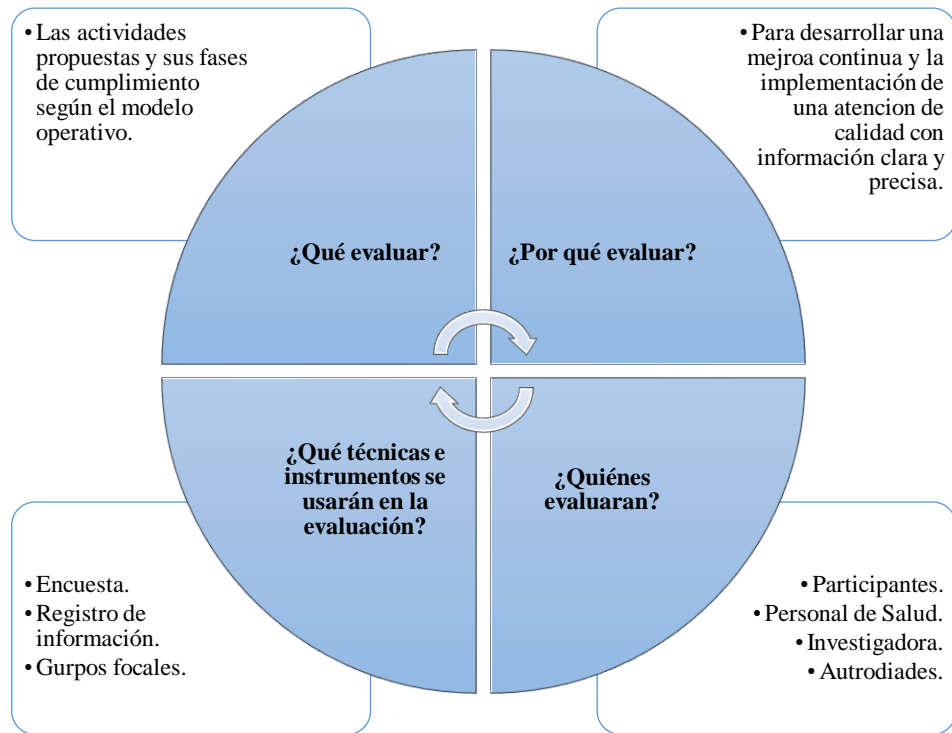 • Las actividades
propuestas y sus fases
de cumplimiento
según el modelo
operativo.
• Para desarrollar una
mejroa continua y la
implementación de
una atencion de
calidad con
información clara y
precisa.
¿Qué evaluar?
¿Por qué evaluar?
¿Qué técnicas e
instrumentos se
usarán en la
evaluación?
¿Quiénes
evaluaran?
• Encuesta.
• Registro de
información.
• Gurpos focales.
• Participantes.
• Personal de Salud.
• Investigadora.
• Autrodiades.